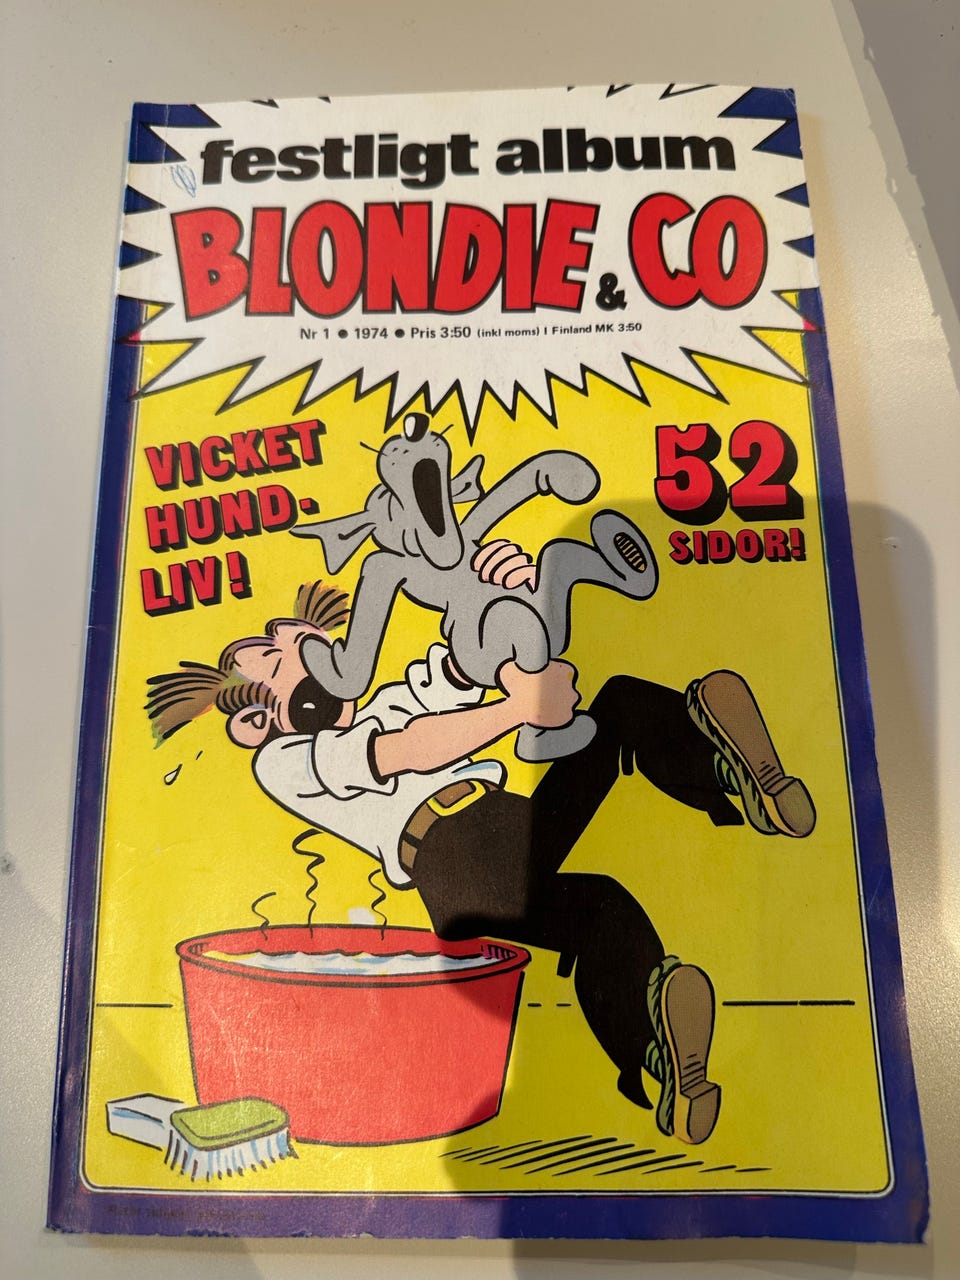 festligt album
BLONDIE & CO
Nr 1 ● 1974 ● Pris 3:50 (inkl moms) I Finland MK 3:50
VICKET
HUND-
LIV!
52
SIDOR!